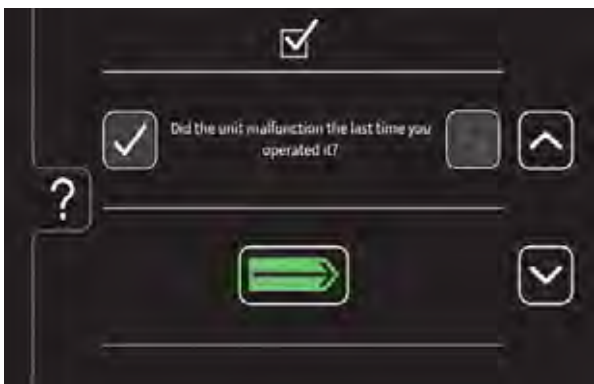 Did the unit malfunction the last time you
operated it?
?